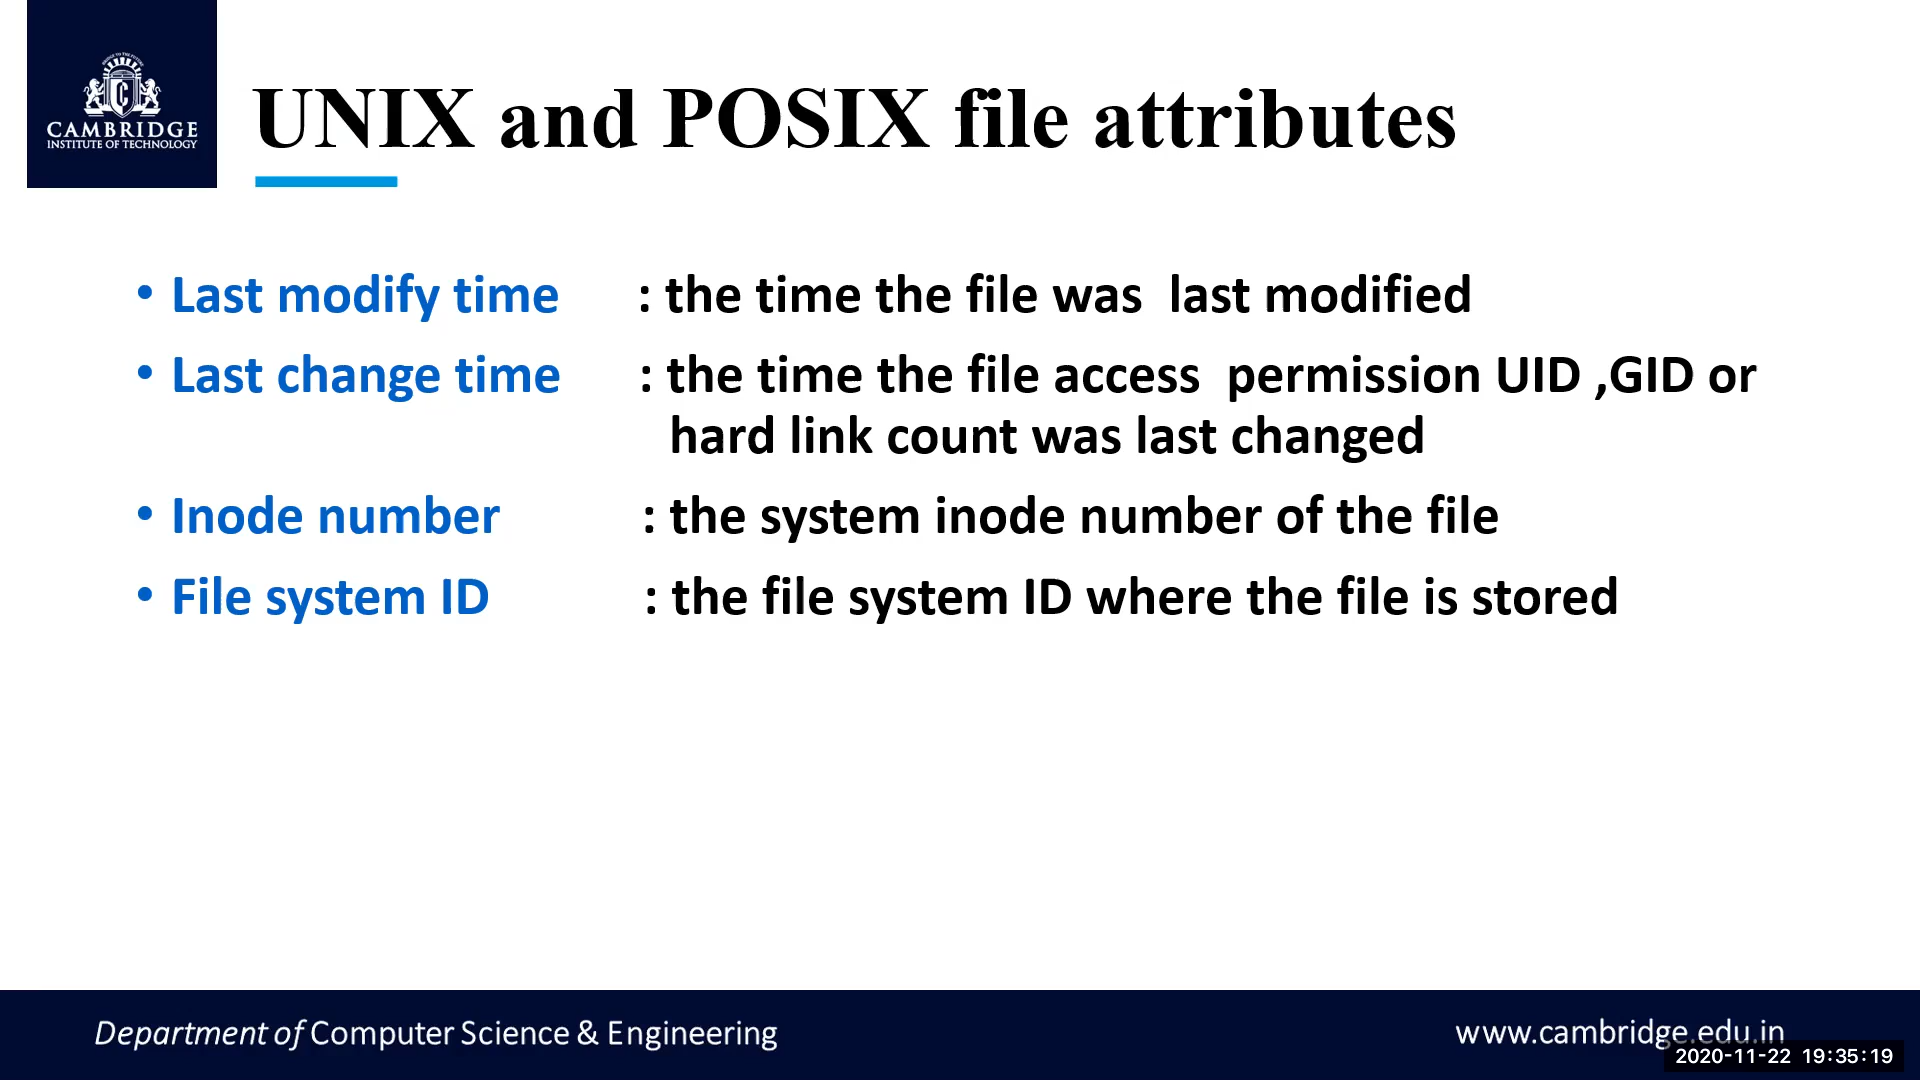 CAMBRIDGE
INSTITUTE OF TECHNOLOGY
UNIX and POSIX file attributes
• Last modify time : the time the file was last modified
• Last change time : the time the file access permission UID ,GID or
hard link count was last changed
• Inode number : the system inode number of the file
• File system ID : the file system ID where the file is stored
Department of Computer Science & Engineering
www.cambridge.edu.in
2020-11-22 19:35:19